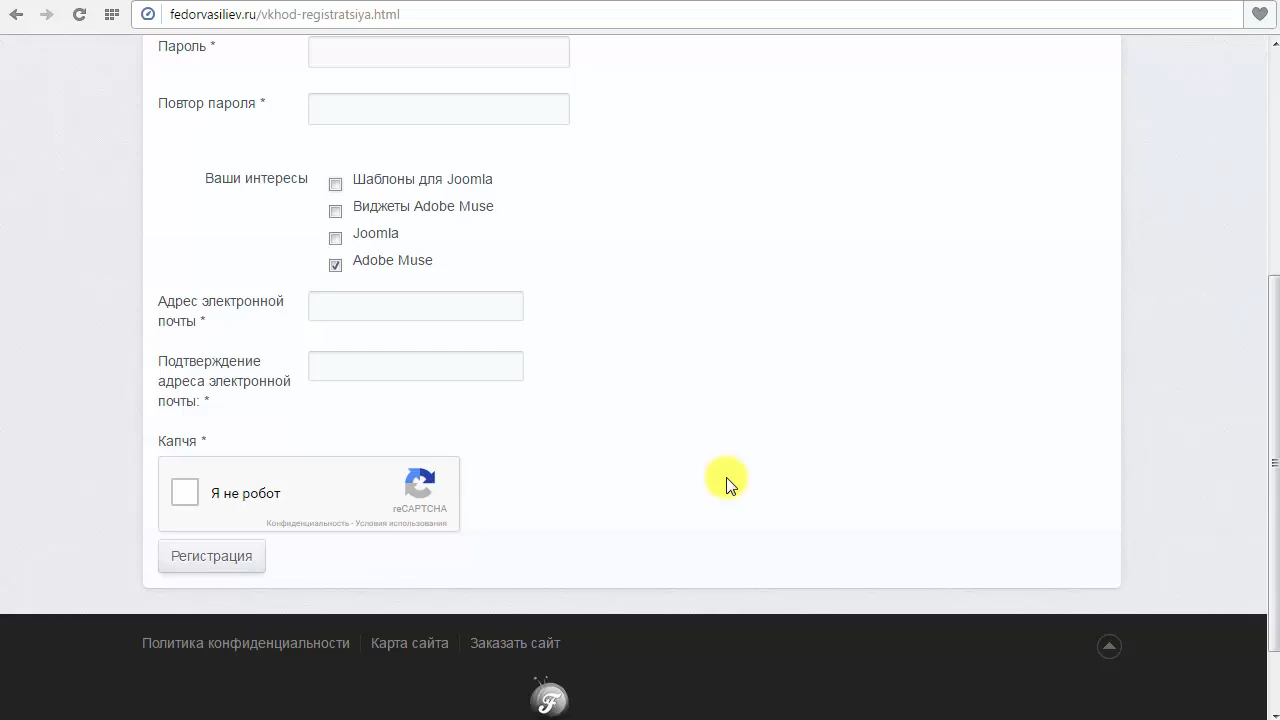 fedorvasiliev.ru/vkhod-registratsiya.html
Пароль *
Повтор пароля *
Ваши интересы
Шаблоны для Joomla
Виджеты Adobe Muse
Joomla
Adobe Muse
Адрес электронной
почты *
Подтверждение
адреса электронной
почты: *
Капчя *
Я не робот
reCAPTCHA
Конфиденциальность - Условия использования
Регистрация
Политика конфиденциальности
Карта сайта
Заказать сайт
F